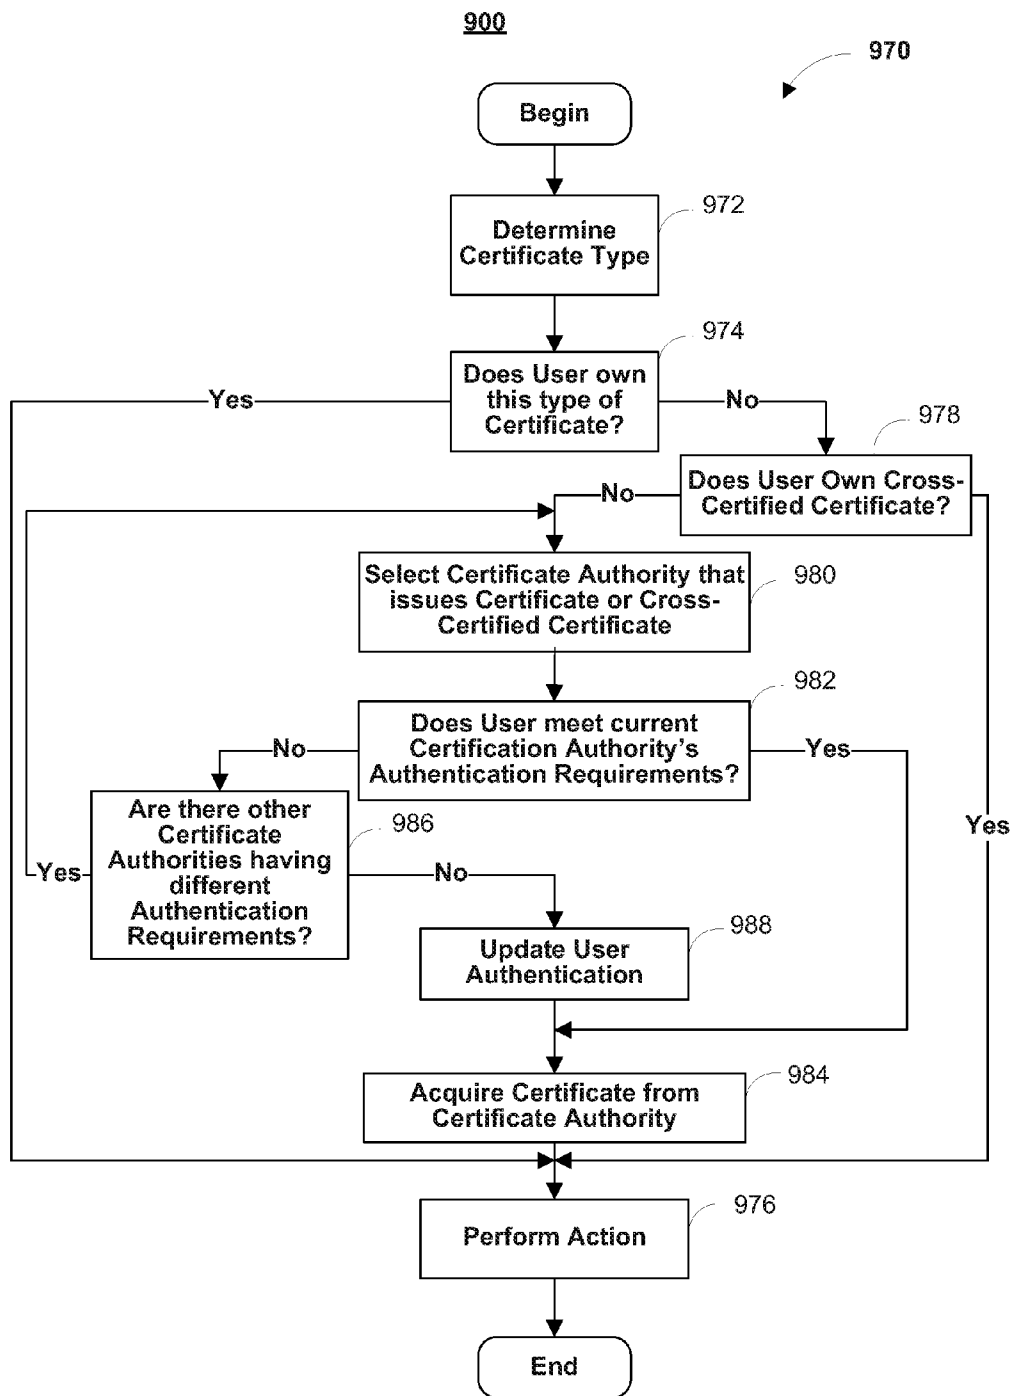 900
970
Begin
972
Determine
Certificate Type
974
Does User own
this type of
Certificate?
Yes
No
978
Does User Own Cross-
Certified Certificate?
No
Yes
Select Certificate Authority that
issues Certificate or Cross-
Certified Certificate
980
982
Does User meet current
Certification Authority's
Authentication Requirements?
No
Yes
Are there other
Certificate
Authorities having
different
Authentication
Requirements?
986
Yes
No
988
Update User
Authentication
984
Acquire Certificate from
Certificate Authority
976
Perform Action
End